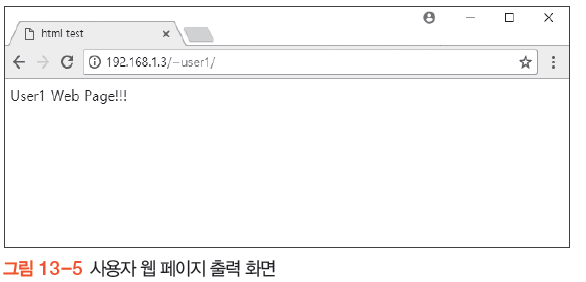 html test
192.168.1.3/~user1/
User1 Web Page!!!
그림 13-5 사용자 웹 페이지 출력 화면